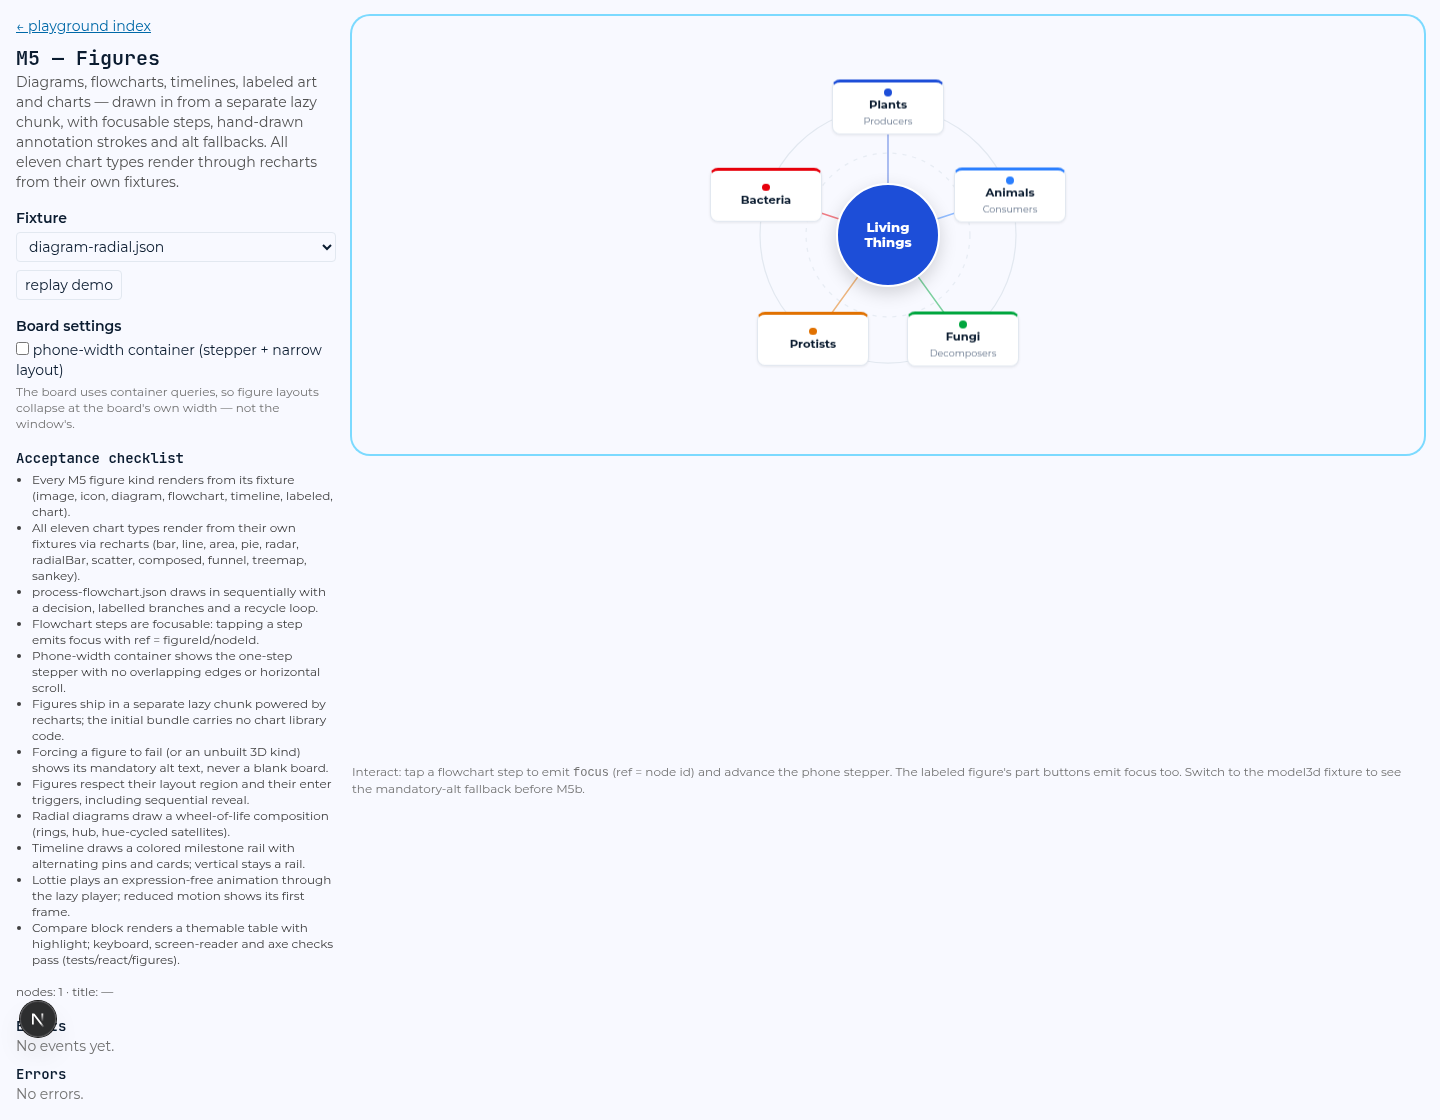 ← playground index
M5 — Figures
Diagrams, flowcharts, timelines, labeled art
and charts — drawn in from a separate lazy
chunk, with focusable steps, hand-drawn
annotation strokes and alt fallbacks. All
eleven chart types render through recharts
from their own fixtures.
Fixture
diagram-radial.json
replay demo
Board settings
phone-width container (stepper + narrow
layout)
The board uses container queries, so figure layouts
collapse at the board's own width — not the
window's.
Acceptance checklist
• Every M5 figure kind renders from its fixture
(image, icon, diagram, flowchart, timeline, labeled,
chart).
• All eleven chart types render from their own
fixtures via recharts (bar, line, area, pie, radar,
radialBar, scatter, composed, funnel, treemap,
sankey).
• process-flowchart.json draws in sequentially with
a decision, labelled branches and a recycle loop.
• Flowchart steps are focusable: tapping a step
emits focus with ref = figureId/nodeId.
• Phone-width container shows the one-step
stepper with no overlapping edges or horizontal
scroll.
• Figures ship in a separate lazy chunk powered by
recharts; the initial bundle carries no chart library
code.
• Forcing a figure to fail (or an unbuilt 3D kind)
shows its mandatory alt text, never a blank board.
• Figures respect their layout region and their enter
triggers, including sequential reveal.
• Radial diagrams draw a wheel-of-life composition
(rings, hub, hue-cycled satellites).
• Timeline draws a colored milestone rail with
alternating pins and cards; vertical stays a rail.
• Lottie plays an expression-free animation through
the lazy player; reduced motion shows its first
frame.
• Compare block renders a themable table with
highlight; keyboard, screen-reader and axe checks
pass (tests/react/figures).
nodes: 1 · title: —
No events yet.
Errors
No errors.
Plants
Producers
Bacteria
Animals
Consumers
Living
Things
Protists
Fungi
Decomposers
Interact: tap a flowchart step to emit focus (ref = node id) and advance the phone stepper. The labeled figure's part buttons emit focus too. Switch to the model3d fixture to see
the mandatory-alt fallback before M5b.